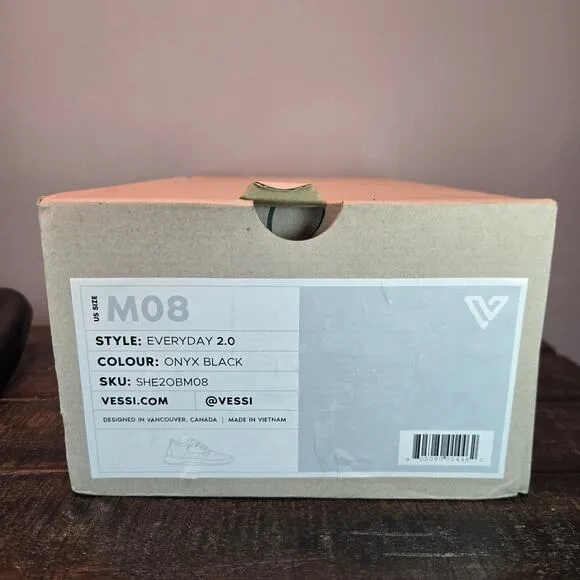 US SIZE
M08
STYLE: EVERYDAY 2.0
COLOUR: ONYX BLACK
SKU: SHE2OBM08
VESSI.COM @VESSI
DESIGNED IN VANCOUVER, CANADA | MADE IN VIETNAM